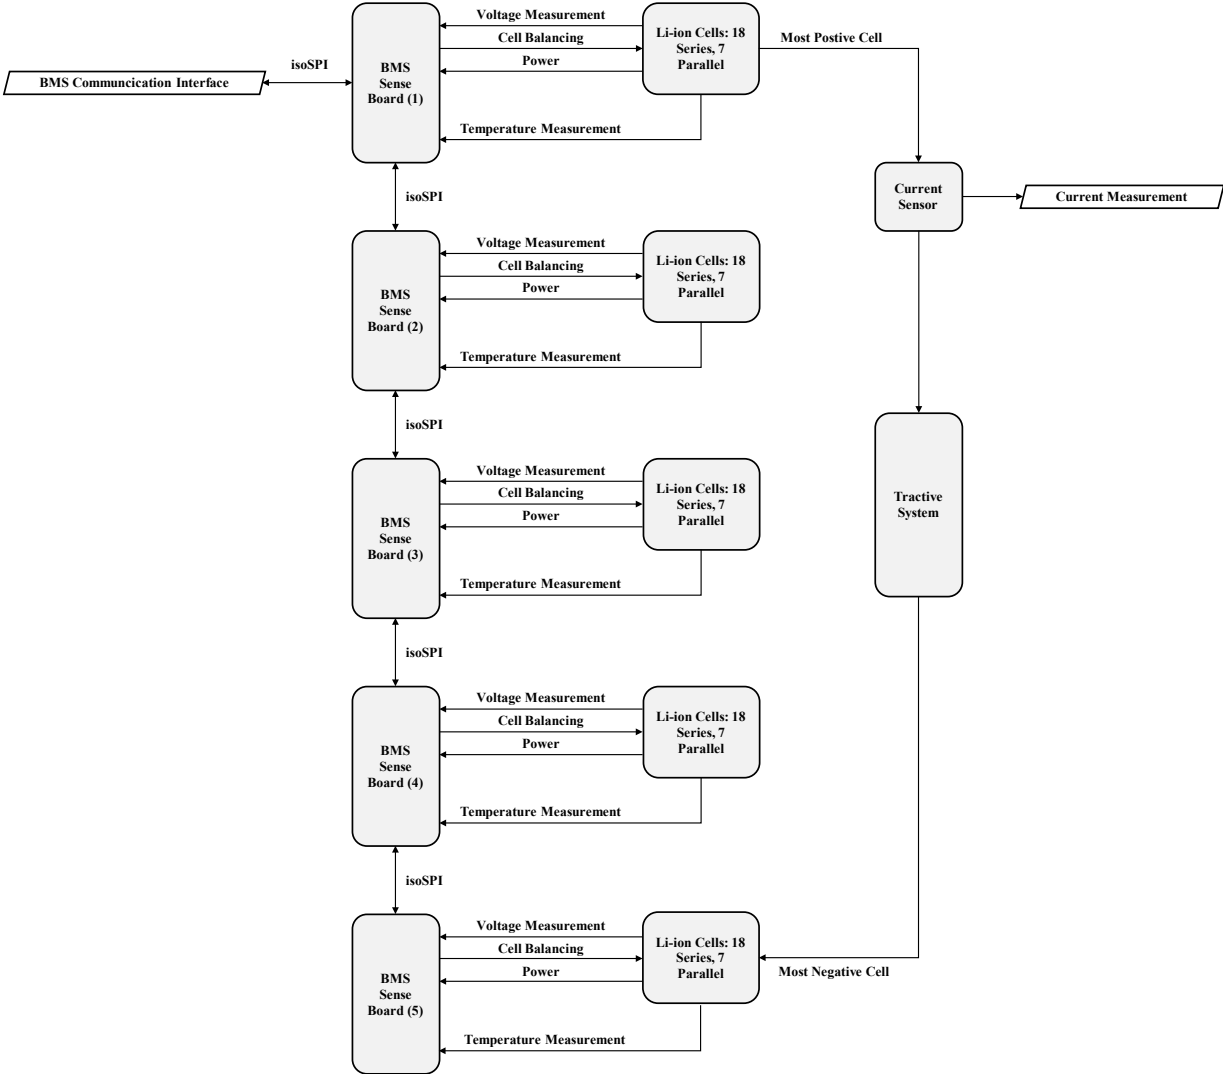 Voltage Measurement
Cell Balancing
Power
Temperature Measurement
Li-ion Cells: 18
Series, 7
Parallel
Most Postive Cell
isoSPI
BMS Communcication Interface
BMS
Sense
Board (1)
isoSPI
Current
Sensor
Current Measurement
Voltage Measurement
Cell Balancing
Power
Temperature Measurement
Li-ion Cells: 18
Series, 7
Parallel
BMS
Sense
Board (2)
isoSPI
Voltage Measurement
Cell Balancing
Power
Temperature Measurement
Li-ion Cells: 18
Series, 7
Parallel
BMS
Sense
Board (3)
Tractive
System
isoSPI
Voltage Measurement
Cell Balancing
Power
Temperature Measurement
Li-ion Cells: 18
Series, 7
Parallel
BMS
Sense
Board (4)
isoSPI
Voltage Measurement
Cell Balancing
Power
Temperature Measurement
Li-ion Cells: 18
Series, 7
Parallel
Most Negative Cell
BMS
Sense
Board (5)